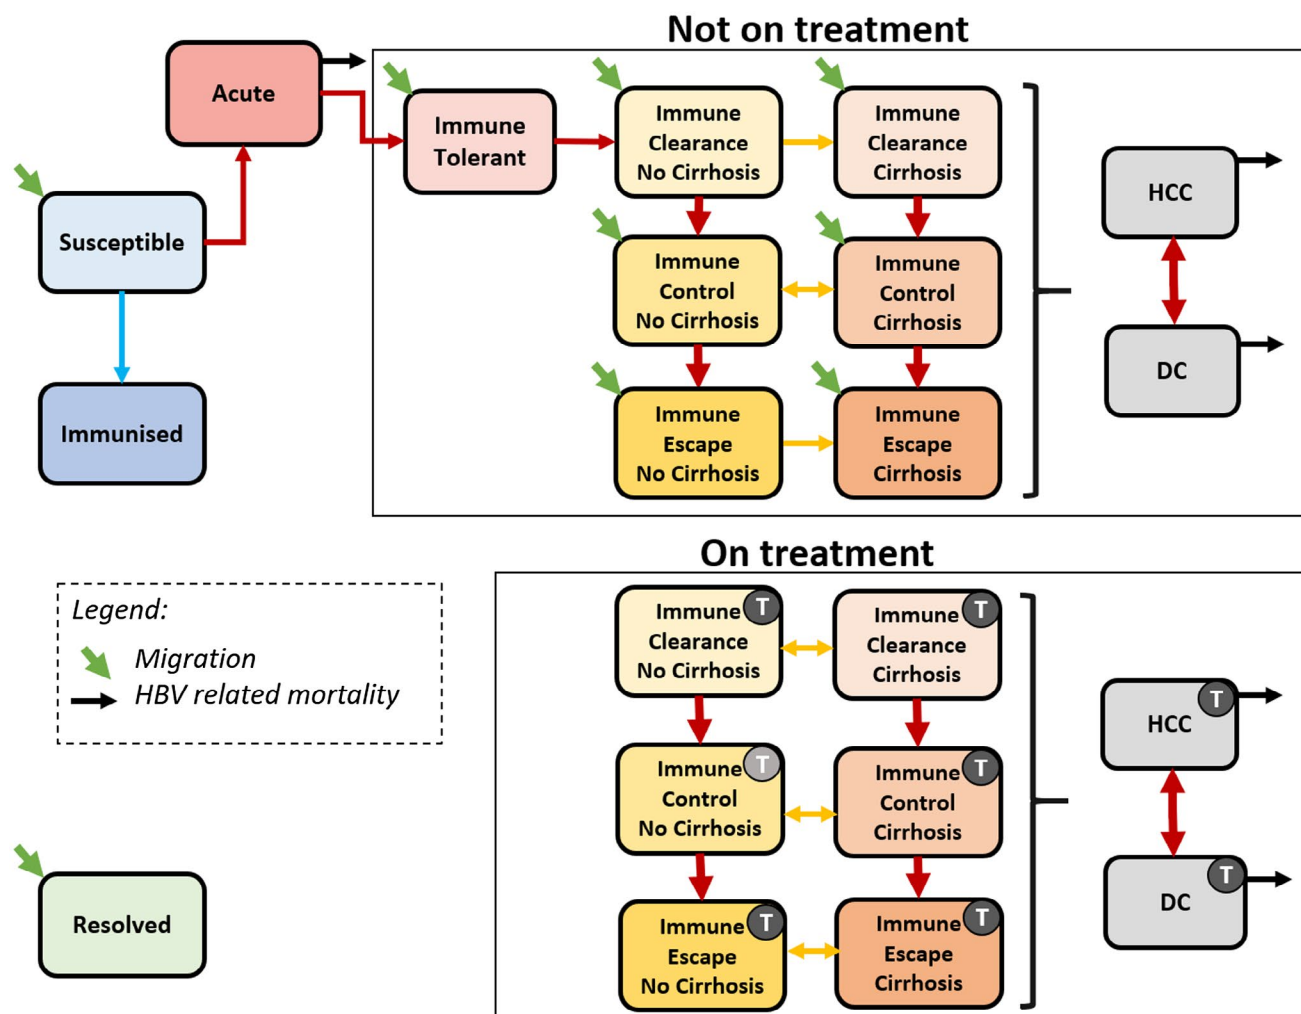 Not on treatment
Acute
Immune
Tolerant
Immune
Clearance
No Cirrhosis
Immune
Clearance
Cirrhosis
HCC
Susceptible
Immune
Control
No Cirrhosis
Immune
Control
Cirrhosis
DC
Immunised
Immune
Escape
No Cirrhosis
Immune
Escape
Cirrhosis
On treatment
Legend:
Migration
HBV related mortality
Immune
Clearance
No Cirrhosis
T
Immune
Clearance
Cirrhosis
T
HCC
T
Immune
Control
No Cirrhosis
T
Immune
Control
Cirrhosis
T
DC
T
Resolved
Immune
Escape
No Cirrhosis
T
Immune
Escape
Cirrhosis
T